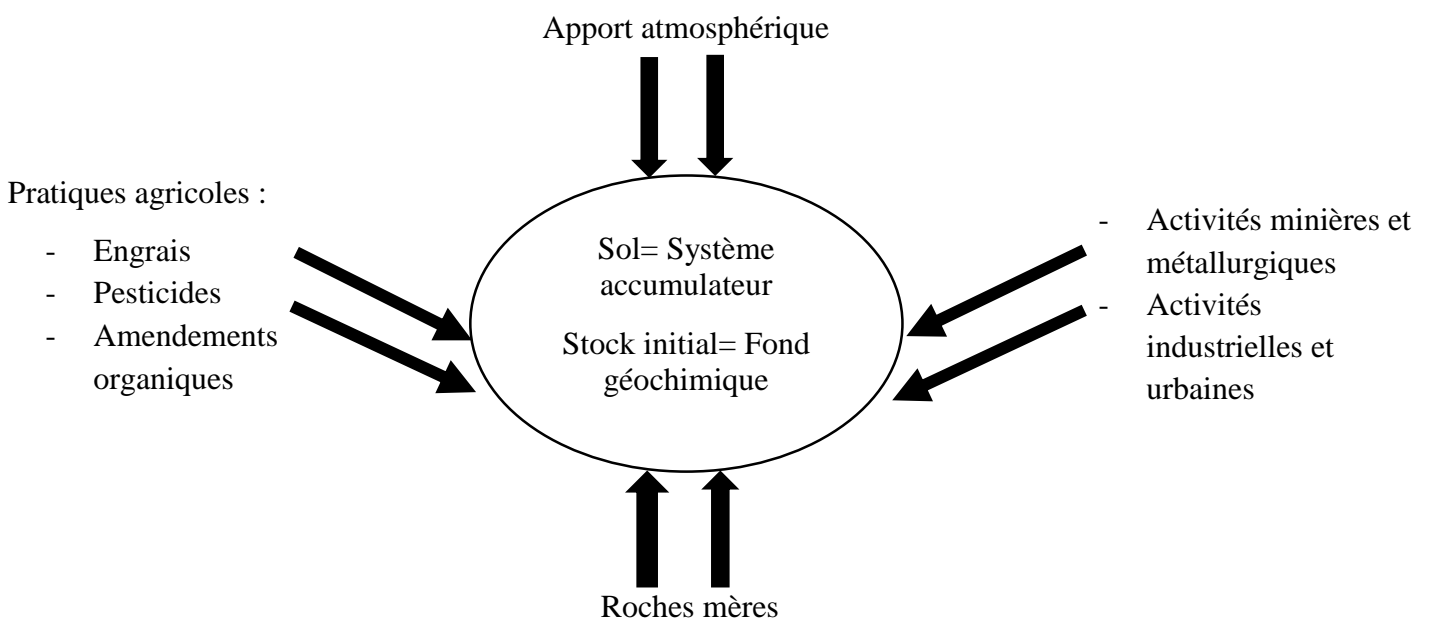 Apport atmosphérique
Pratiques agricoles :
- Engrais
- Pesticides
- Amendements
organiques
Sol= Système
accumulateur
Stock initial= Fond
géochimique
- Activités minières et
métallurgiques
- Activités
industrielles et
urbaines
Roches mères